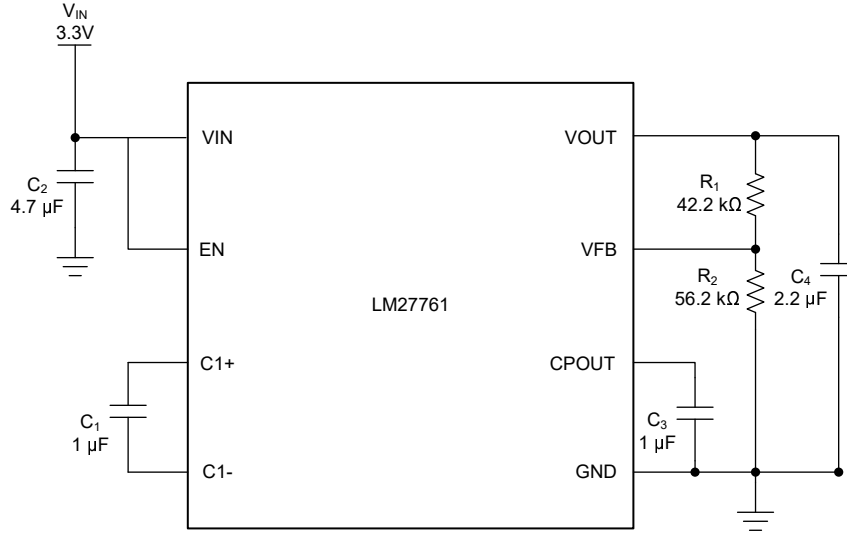 VIN
3.3V
VIN
VOUT
C2
4.7 µF
R1
42.2 kΩ
EN
VFB
LM27761
R2
56.2 kΩ
C4
2.2 µF
C1+
CPOUT
C1
1 µF
C3
1 µF
C1-
GND